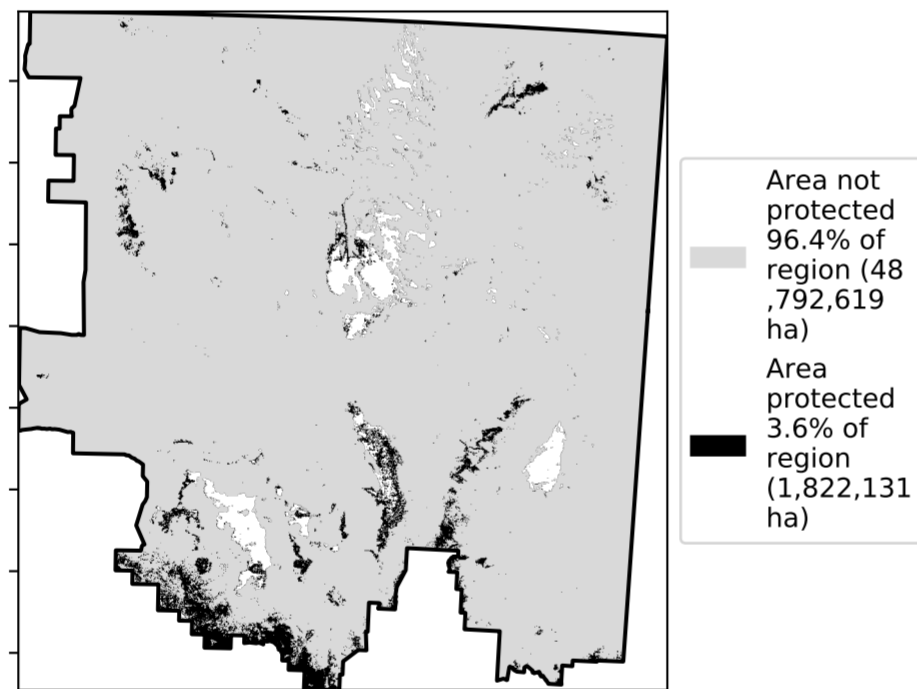 Area not
protected
96.4% of
region (48
,792,619
ha)
Area
protected
3.6% of
region
(1,822,131
ha)